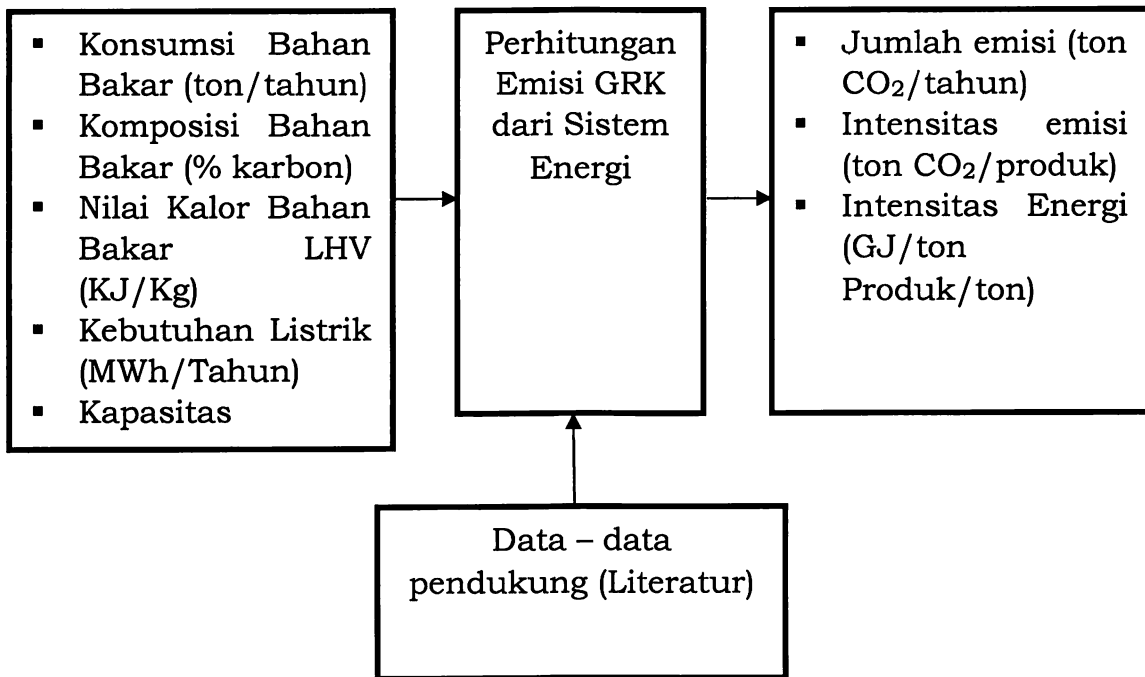 ▪ Konsumsi Bahan
Bakar (ton/tahun)
▪ Komposisi Bahan
Bakar (% karbon)
▪ Nilai Kalor Bahan
Bakar LHV
(KJ/Kg)
▪ Kebutuhan Listrik
(MWh/Tahun)
▪ Kapasitas
Perhitungan
Emisi GRK
dari Sistem
Energi
▪ Jumlah emisi (ton
CO₂/tahun)
▪ Intensitas emisi
(ton CO₂/produk)
▪ Intensitas Energi
(GJ/ton
Produk/ton)
Data – data
pendukung (Literatur)